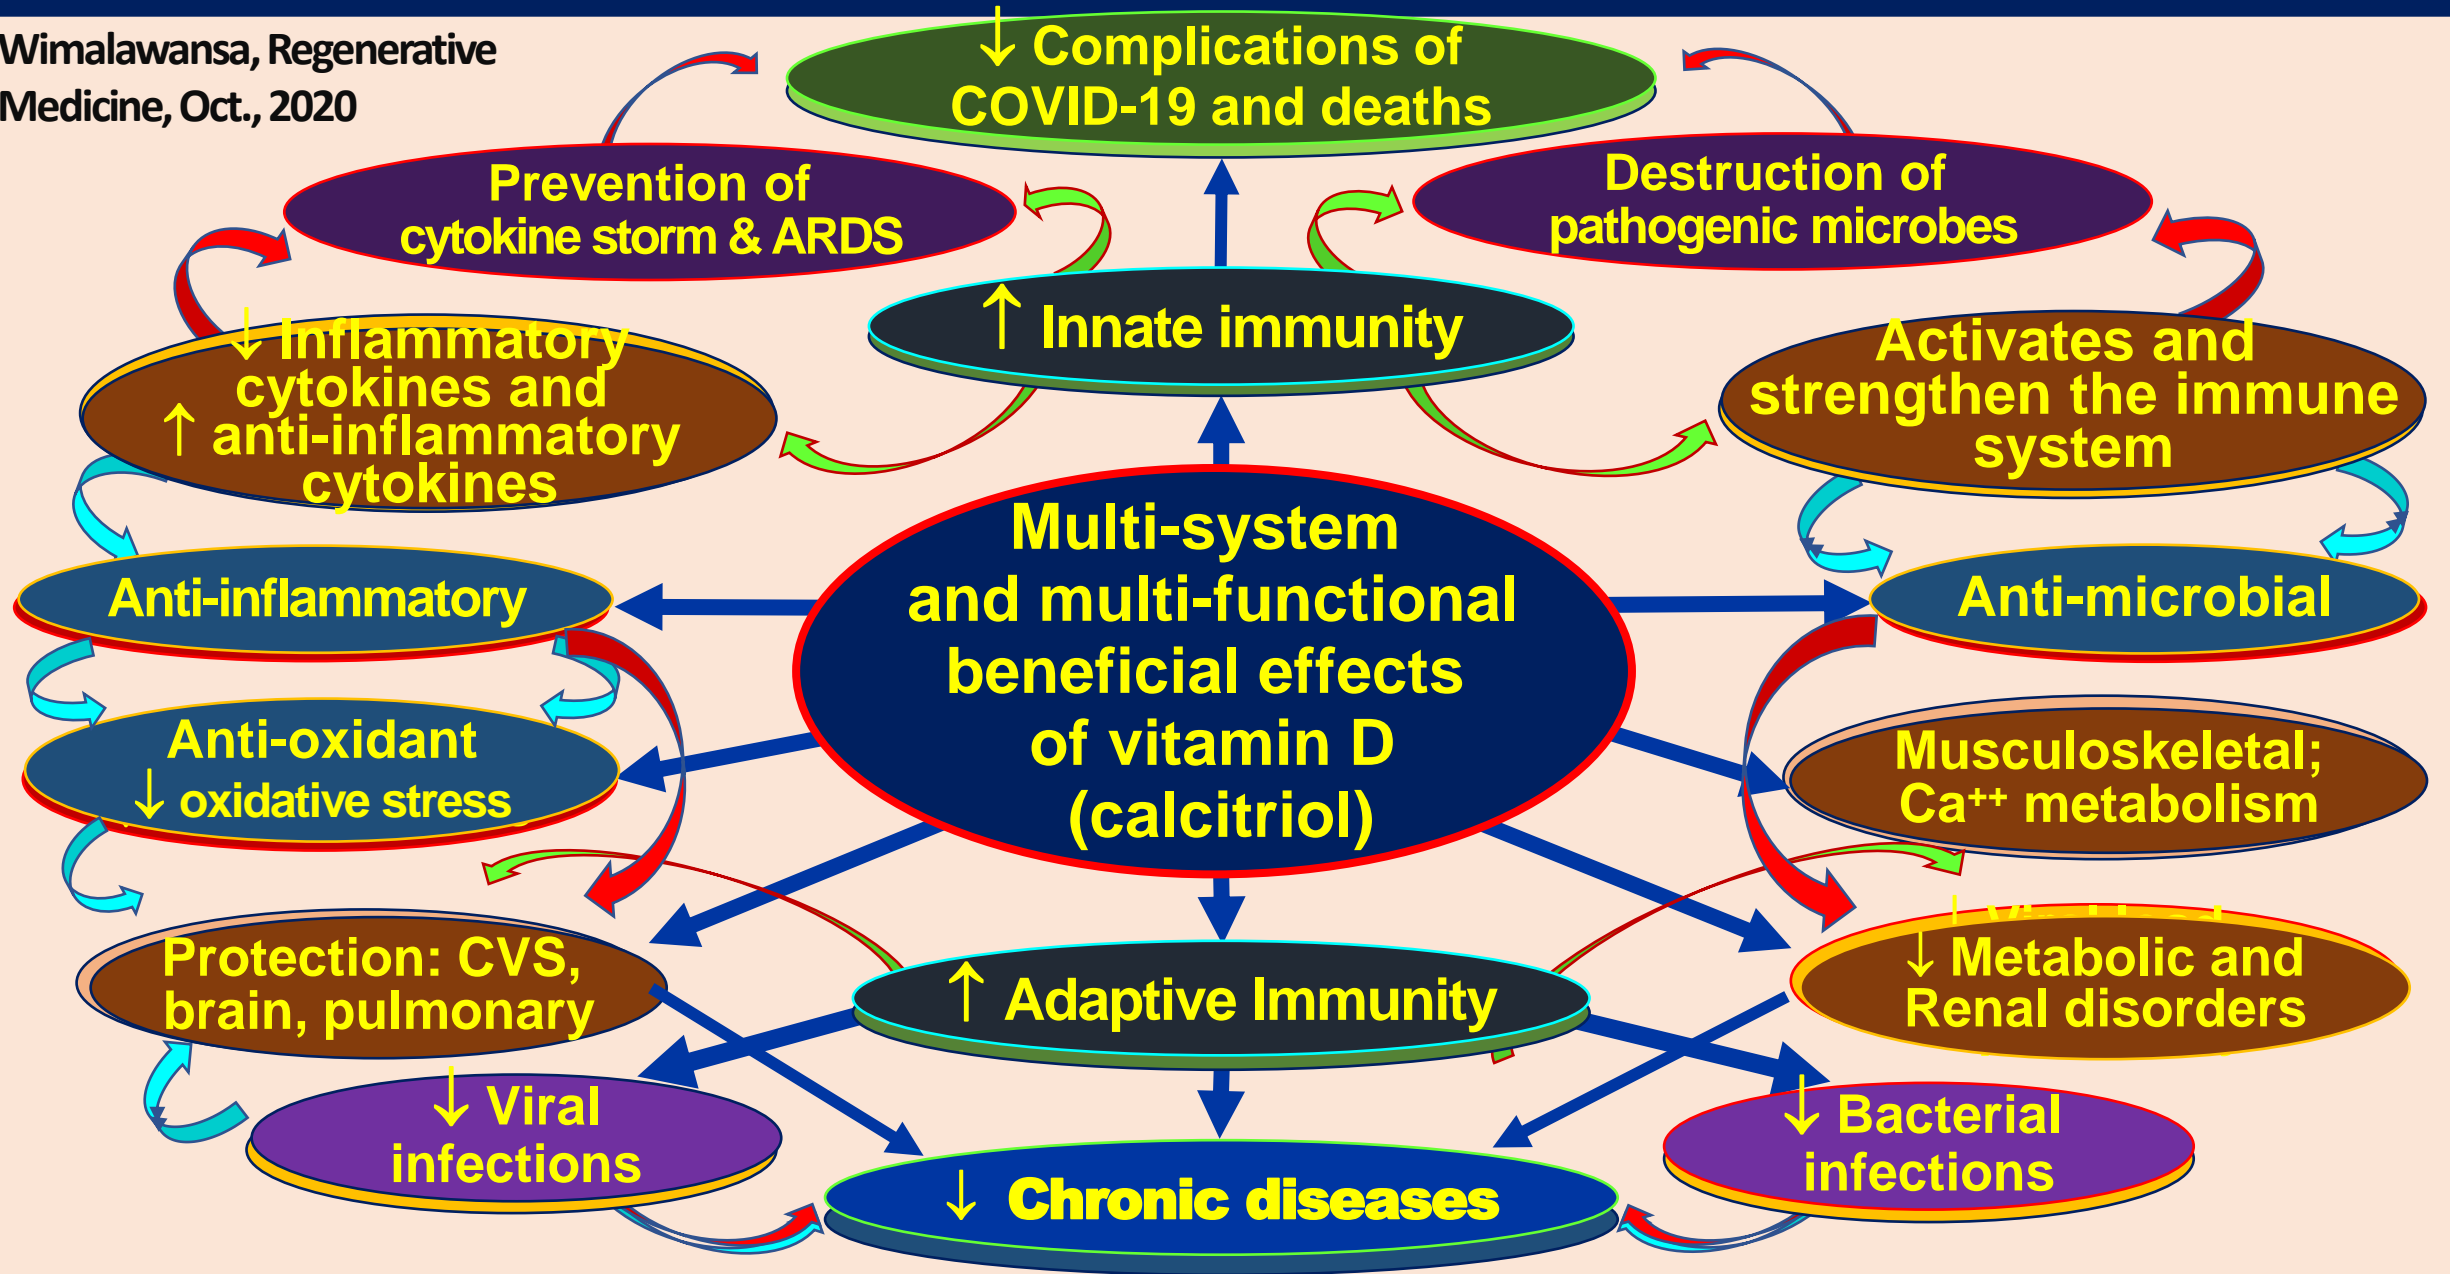 Wimalawansa, Regenerative
Medicine, Oct., 2020
↓ Complications of
COVID-19 and deaths
Prevention of
cytokine storm & ARDS
Destruction of
pathogenic microbes
↑ Innate immunity
↓ Inflammatory
cytokines and
↑ anti-inflammatory
cytokines
Activates and
strengthen the immune
system
Multi-system
and multi-functional
beneficial effects
of vitamin D
(calcitriol)
Anti-inflammatory
Anti-microbial
Anti-oxidant
↓ oxidative stress
Musculoskeletal;
Ca⁺⁺ metabolism
Protection: CVS,
brain, pulmonary
↑ Adaptive Immunity
↓ Metabolic and
Renal disorders
↓ Viral
infections
↓ Chronic diseases
↓ Bacterial
infections